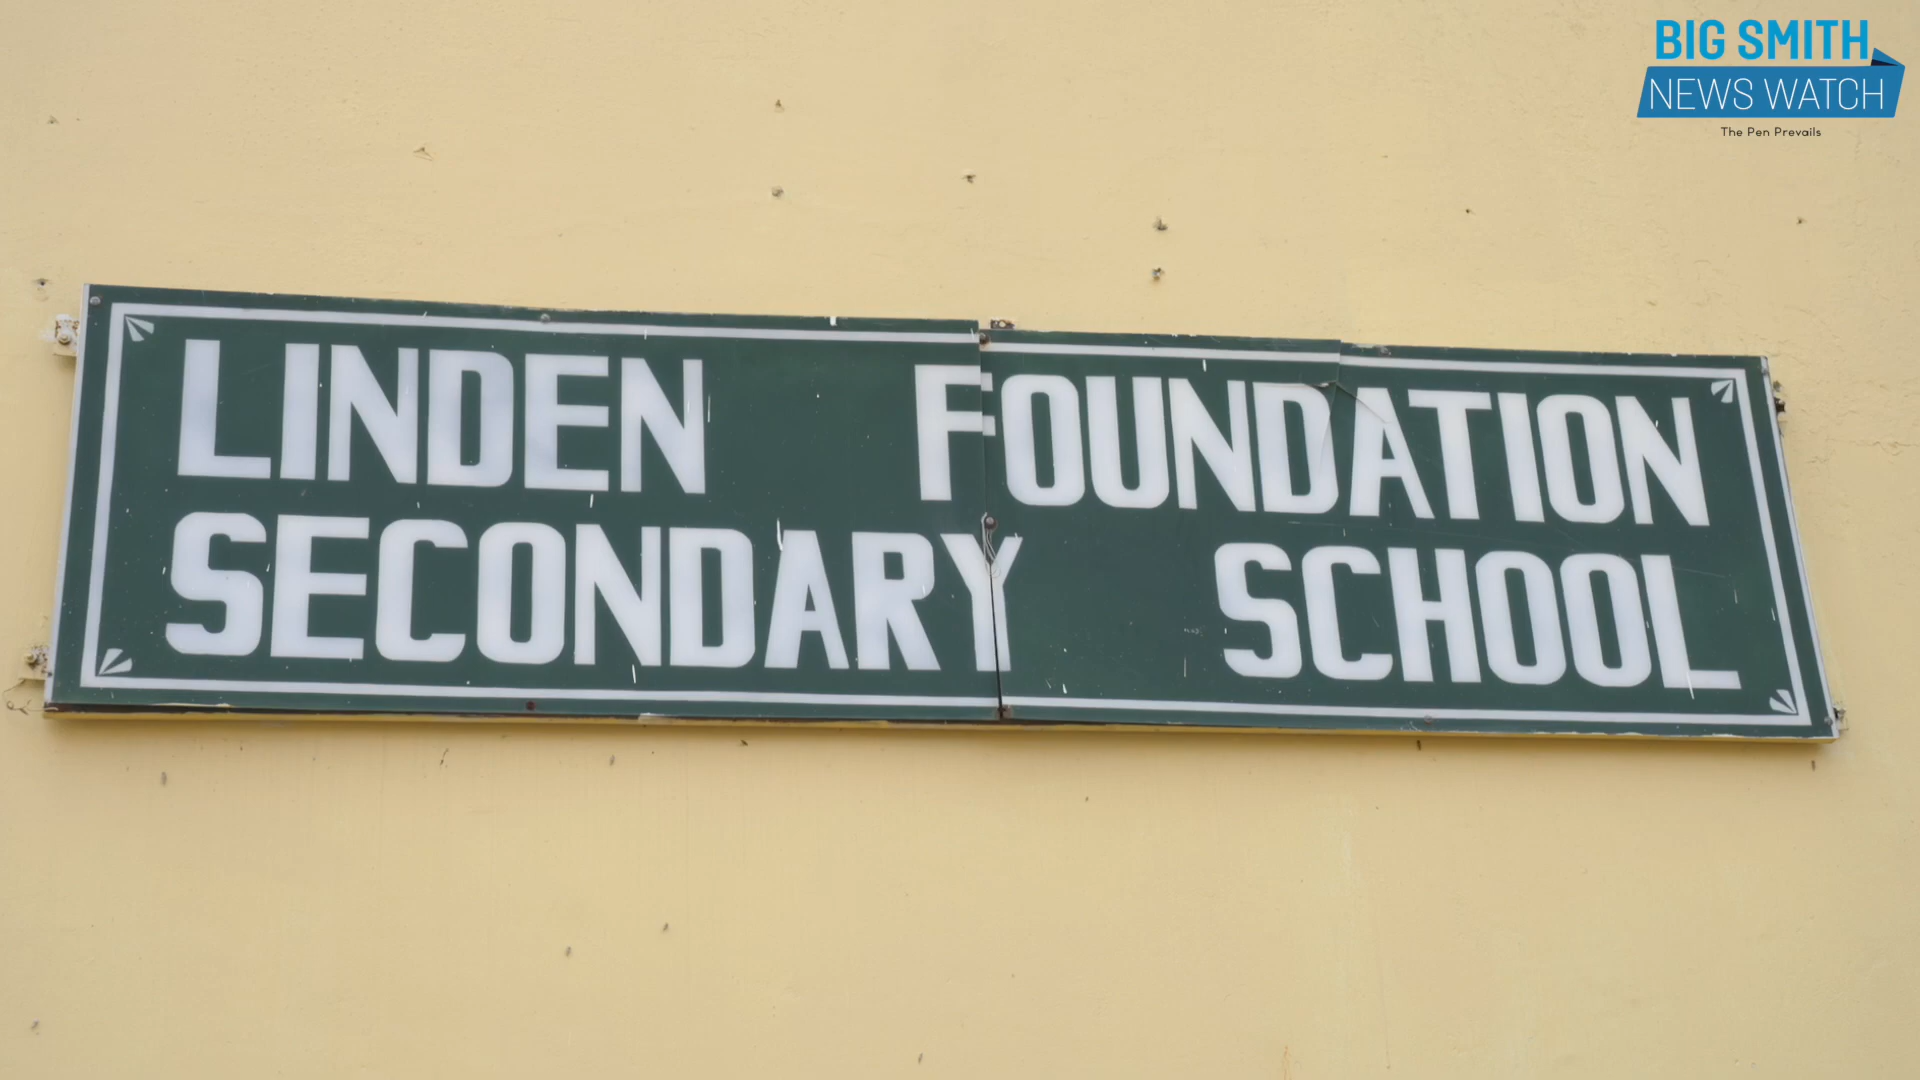 BIG SMITH
NEWS WATCH
The Pen Prevails
LINDEN FOUNDATION
SECONDARY SCHOOL